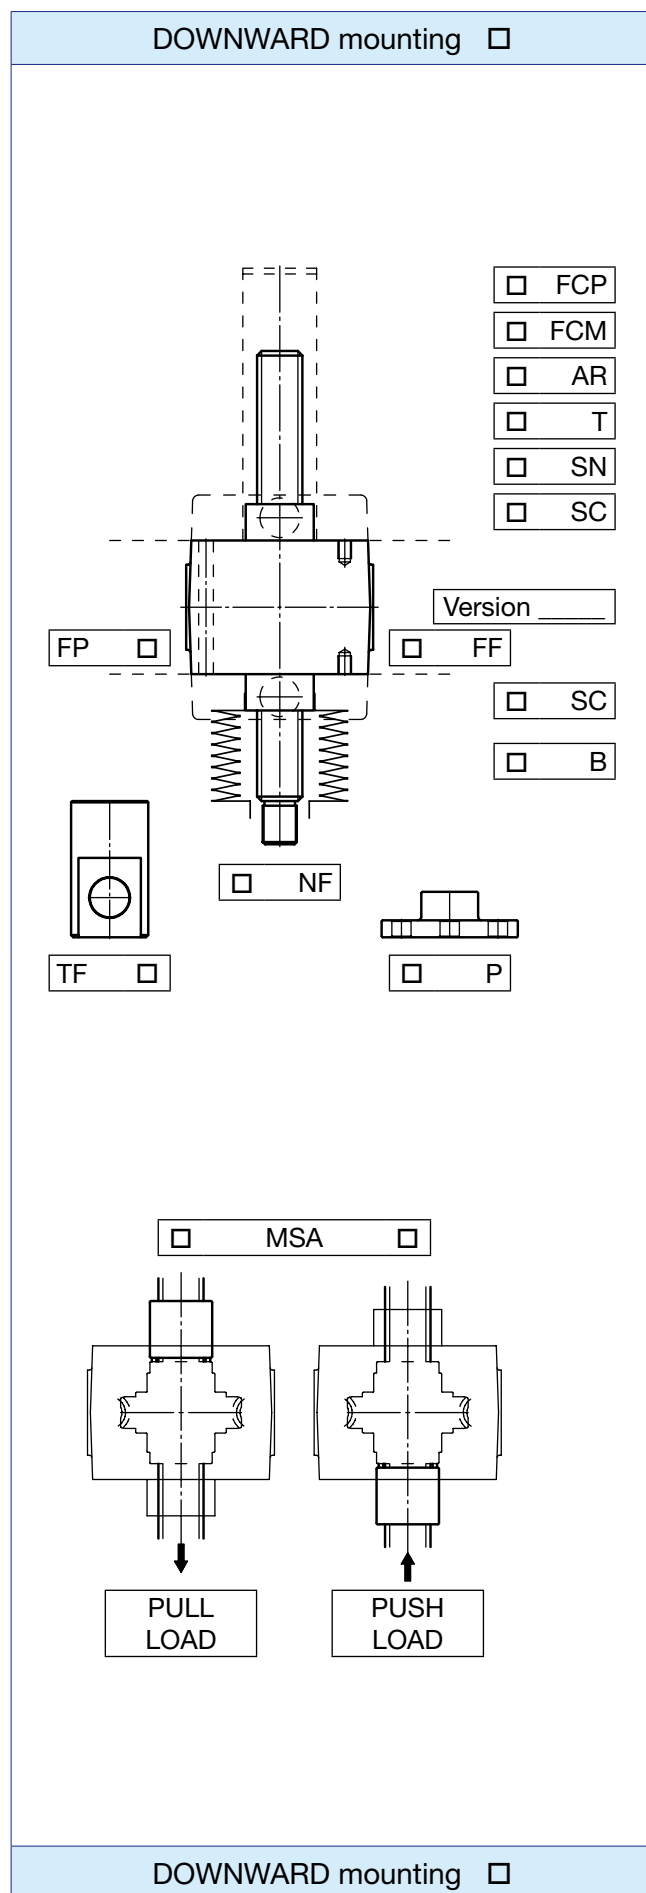 DOWNWARD mounting □
□ FCP
□ FCM
□ AR
□ T
□ SN
□ SC
Version _____
FP □
□ FF
□ SC
□ B
□ NF
TF □
□ P
□ MSA □
PULL
LOAD
PUSH
LOAD
DOWNWARD mounting □